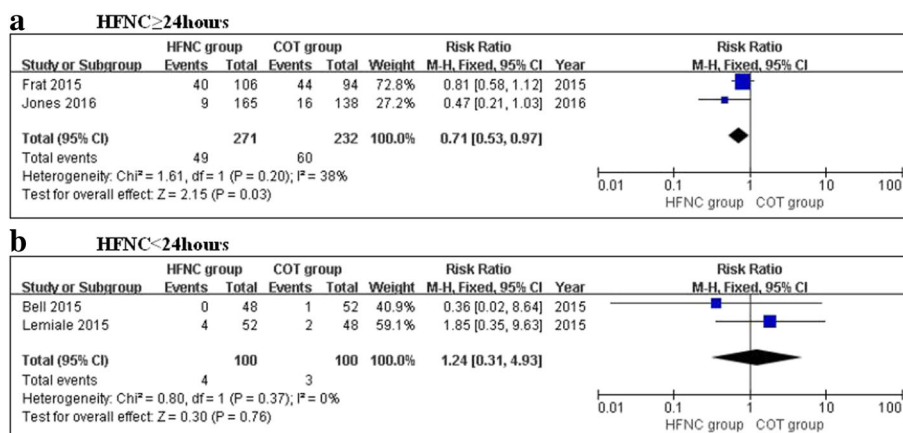 a HFNC≥24hours
HFNC group COT group Risk Ratio Risk Ratio
Study or Subgroup Events Total Events Total Weight M-H, Fixed, 95% CI Year M-H, Fixed, 95% CI
Frat 2015 40 106 44 94 72.8% 0.81 [0.58, 1.12] 2015
Jones 2016 9 165 16 138 27.2% 0.47 [0.21, 1.03] 2016
Total (95% CI) 271 232 100.0% 0.71 [0.53, 0.97]
Total events 49 60
Heterogeneity: Chi² = 1.61, df = 1 (P = 0.20); I² = 38%
Test for overall effect: Z = 2.15 (P = 0.03)
0.01 0.1 1 10 100
HFNC group COT group
b HFNC<24hours
HFNC group COT group Risk Ratio Risk Ratio
Study or Subgroup Events Total Events Total Weight M-H, Fixed, 95% CI Year M-H, Fixed, 95% CI
Bell 2015 0 48 1 52 40.9% 0.36 [0.02, 8.64] 2015
Lemiale 2015 4 52 2 48 59.1% 1.85 [0.35, 9.63] 2015
Total (95% CI) 100 100 100.0% 1.24 [0.31, 4.93]
Total events 4 3
Heterogeneity: Chi² = 0.80, df = 1 (P = 0.37); I² = 0%
Test for overall effect: Z = 0.30 (P = 0.76)
0.01 0.1 1 10 100
HFNC group COT group